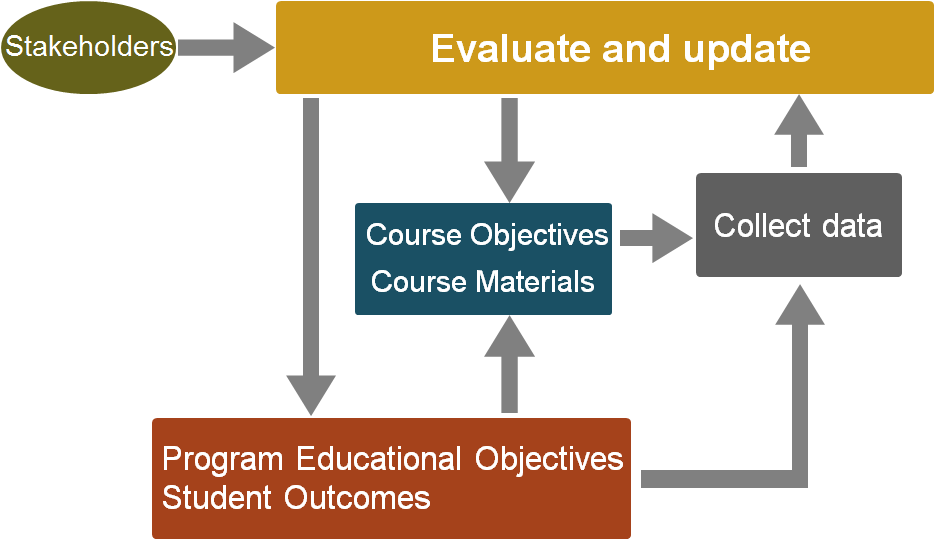 Stakeholders
Evaluate and update
Course Objectives
Course Materials
Collect data
Program Educational Objectives
Student Outcomes